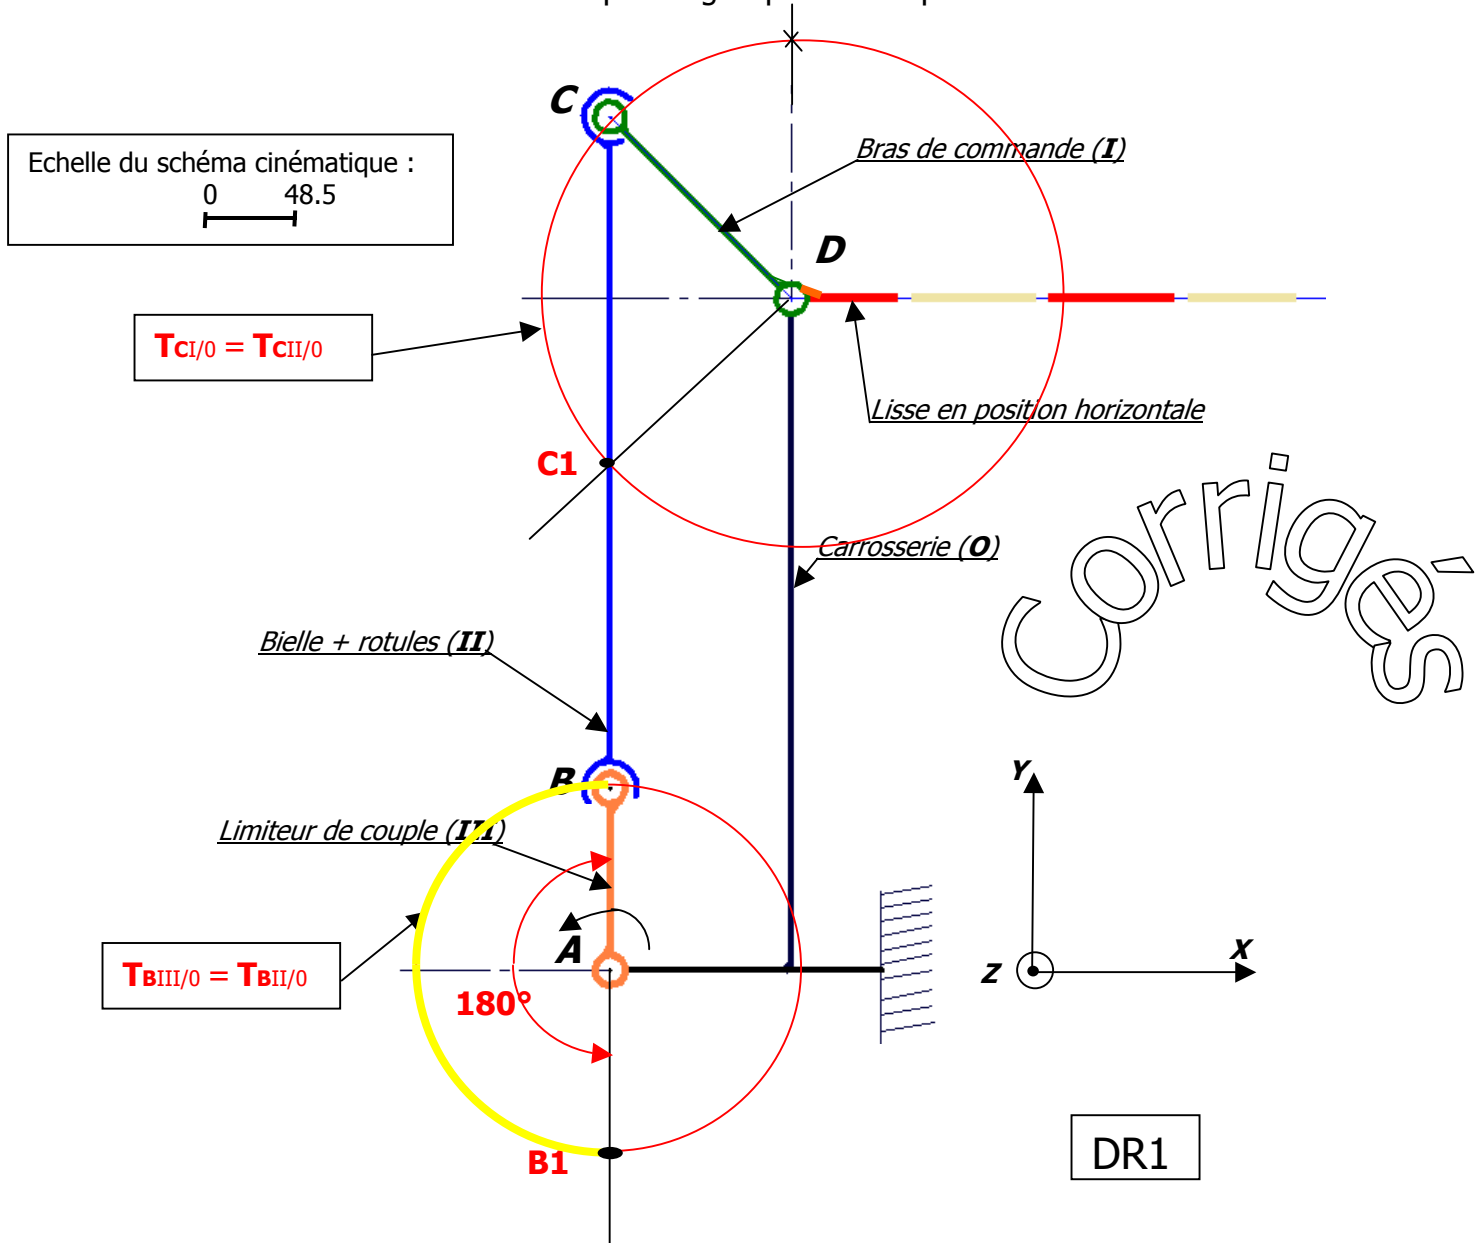 C
Bras de commande (I)
Echelle du schéma cinématique :
0 48.5
D
TCI/0 = TCII/0
Lisse en position horizontale
C1
Corrigés
Carrosserie (O)
Bielle + rotules (II)
B
Y
Limiteur de couple (III)
A
X
Z
TBIII/0 = TBII/0
180°
B1
DR1